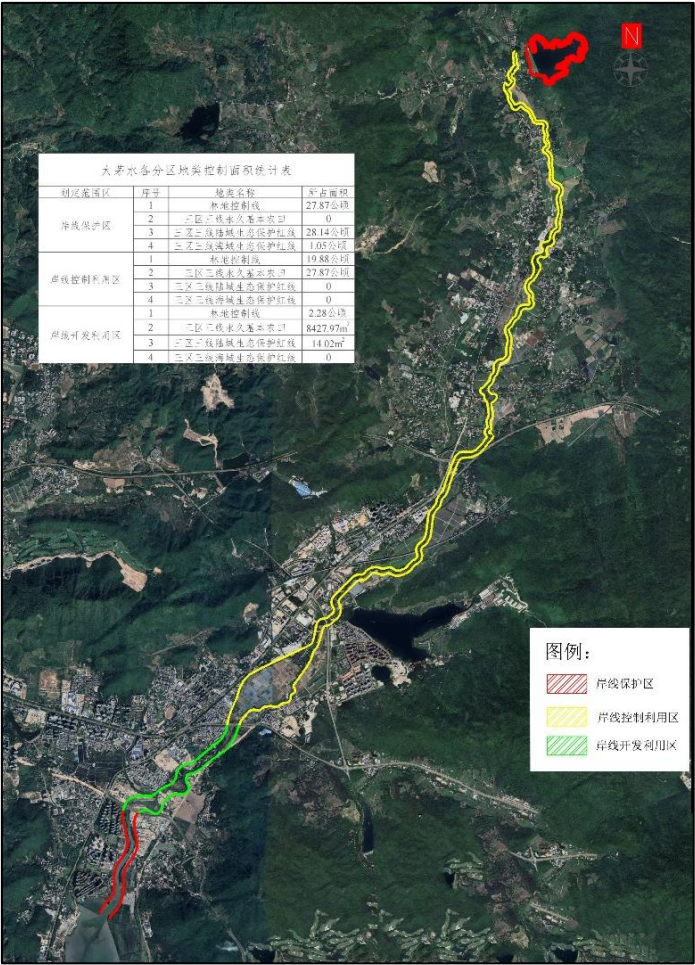 N
大茅水各分区地类控制面积统计表
划定范围区 序号 地类名称 所占面积
岸线保护区 1 林地控制线 27.87公顷
2 三区三线永久基本农田 0
3 三区三线陆域生态保护红线 28.14公顷
4 三区三线海域生态保护红线 1.05公顷
岸线控制利用区 1 林地控制线 19.88公顷
2 三区三线永久基本农田 27.87公顷
3 三区三线陆域生态保护红线 0
4 三区三线海域生态保护红线 0
岸线开发利用区 1 林地控制线 2.28公顷
2 三区三线永久基本农田 8427.97m²
3 三区三线陆域生态保护红线 14.02m²
4 三区三线海域生态保护红线 0
图例：
岸线保护区
岸线控制利用区
岸线开发利用区